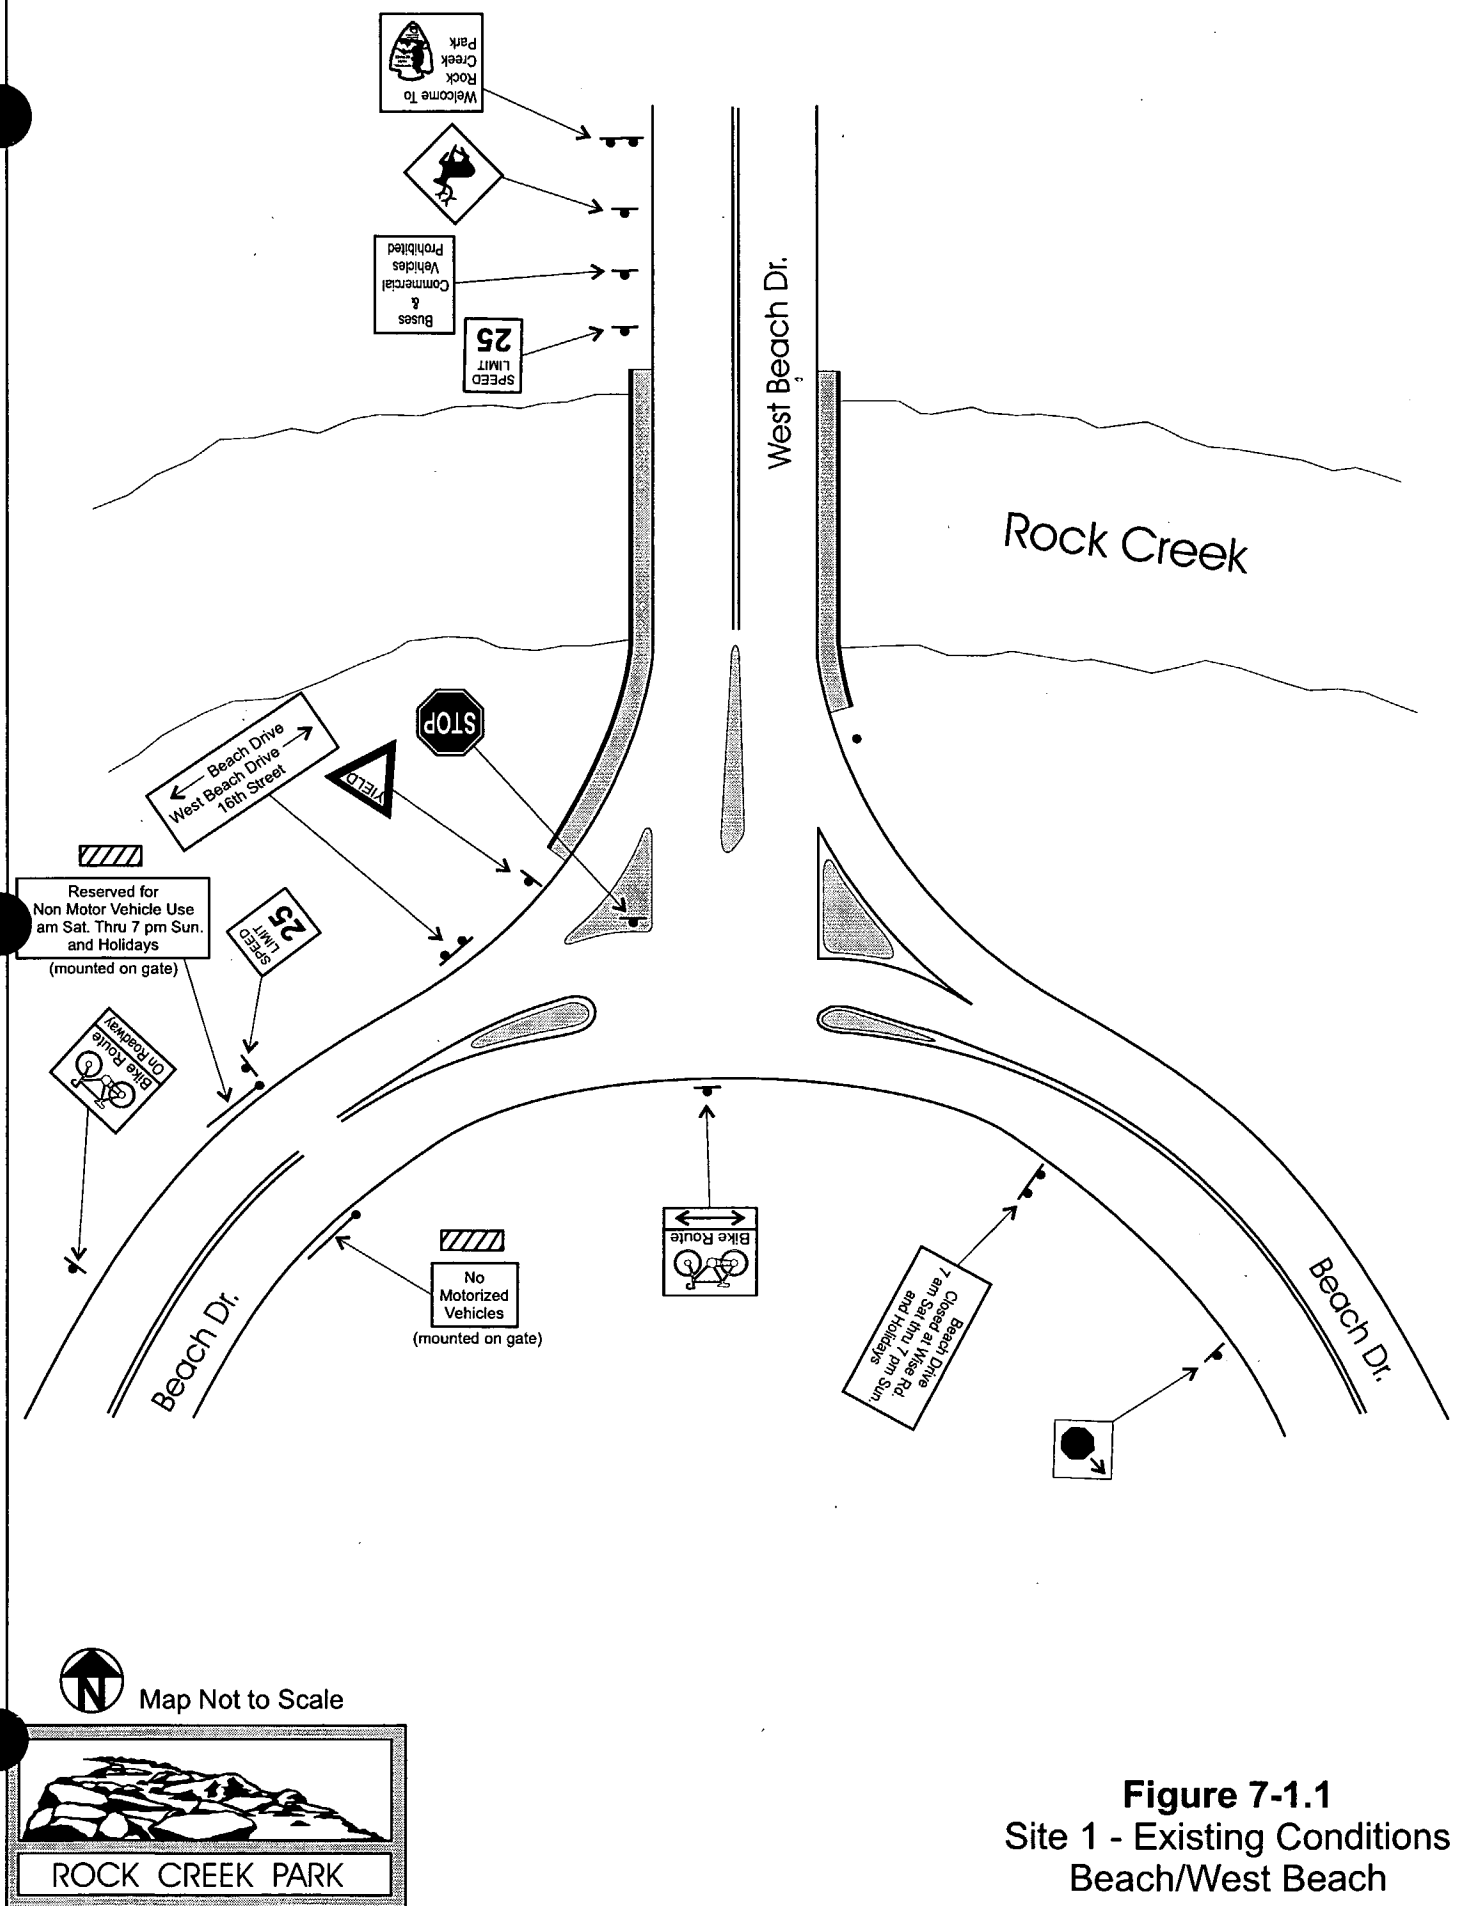 Welcome To
Rock
Creek
Park
Buses
&
Commercial
Vehicles
Prohibited
SPEED
LIMIT
25
West Beach Dr.
Rock Creek
STOP
YIELD
Beach Drive
West Beach Drive
16th Street
Reserved for
Non Motor Vehicle Use
am Sat. Thru 7 pm Sun.
and Holidays
(mounted on gate)
SPEED
LIMIT
25
Bike Route
On Roadway
Beach Dr.
No
Motorized
Vehicles
(mounted on gate)
Bike Route
Beach Drive
Closed at Wise Rd.
7 am Sat thru 7 pm Sun.
and Holidays
Beach Dr.
N
Map Not to Scale
ROCK CREEK PARK
Figure 7-1.1
Site 1 - Existing Conditions
Beach/West Beach